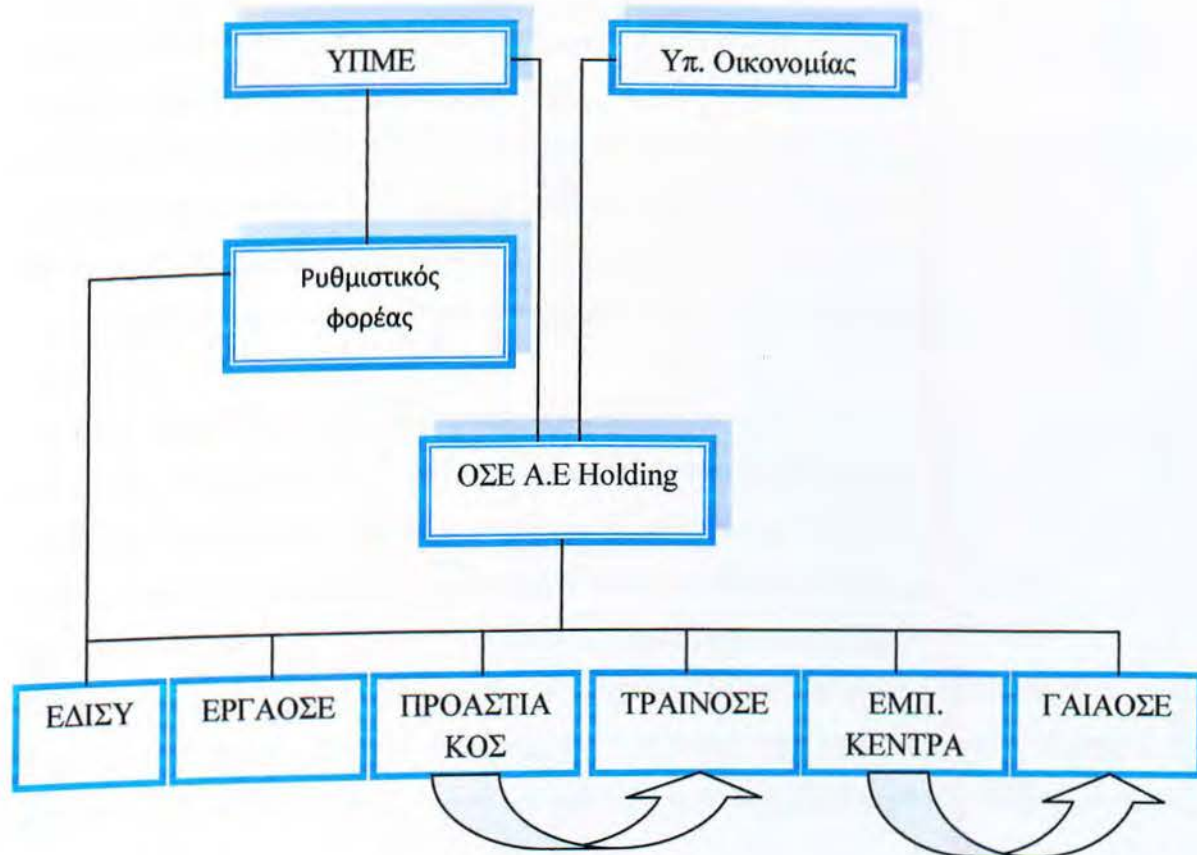 ΥΠΜΕ
Υπ. Οικονομίας
Ρυθμιστικός
φορέας
ΟΣΕ Α.Ε Holding
ΕΔΙΣΥ
ΕΡΓΑΟΣΕ
ΠΡΟΑΣΤΙΑ
ΚΟΣ
ΤΡΑΙΝΟΣΕ
ΕΜΠ.
ΚΕΝΤΡΑ
ΓΑΙΑΟΣΕ